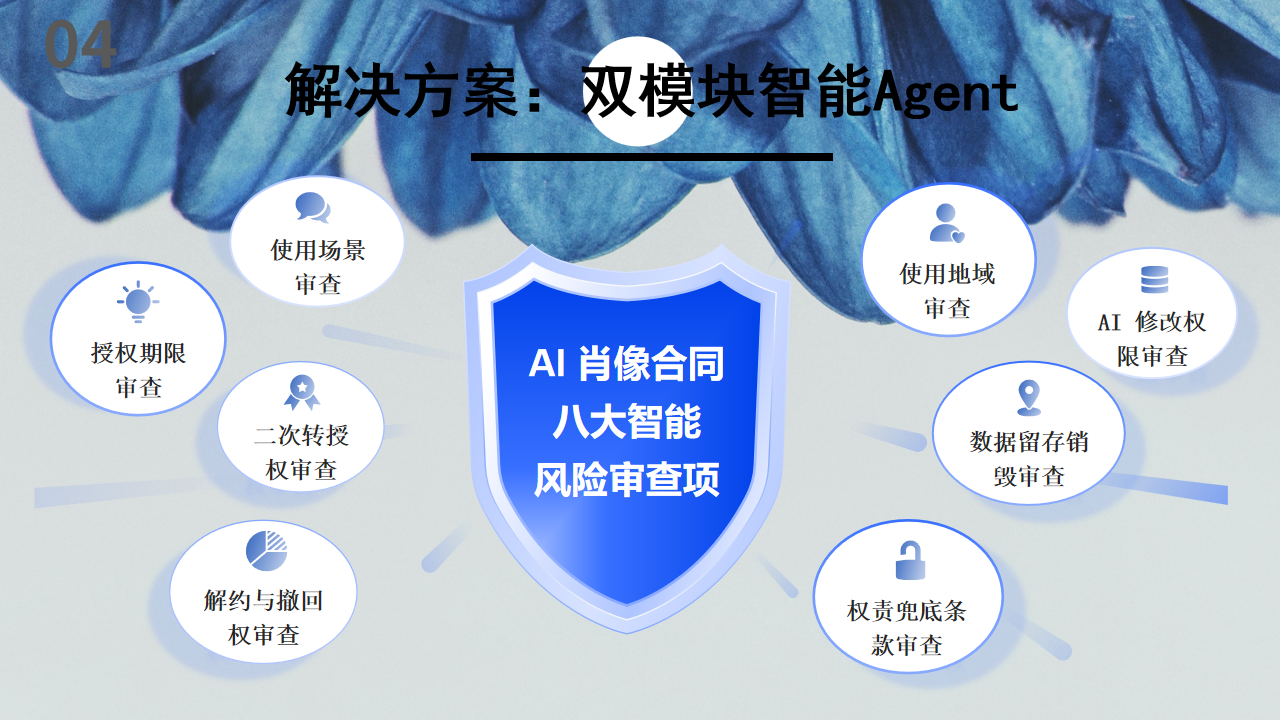 04
解决方案：双模块智能Agent
使用场景
审查
授权期限
审查
二次转授
权审查
解约与撤回
权审查
AI 肖像合同
八大智能
风险审查项
使用地域
审查
AI 修改权
限审查
数据留存销
毁审查
权责兜底条
款审查